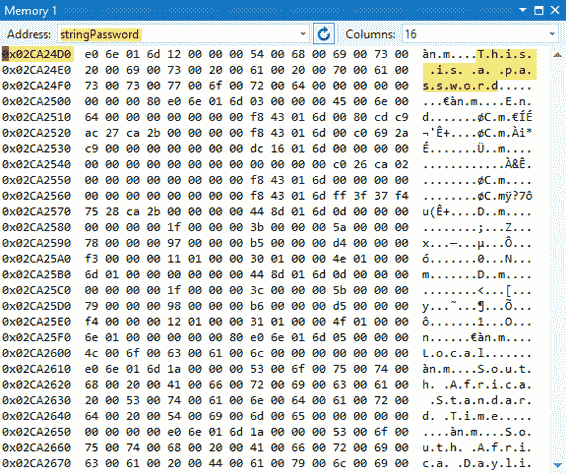 Memory 1
Address: stringPassword Columns: 16
0x02CA24D0 e0 6e 01 6d 12 00 00 00 54 00 68 00 69 00 73 00 àn.m....T.h.i.s.
0x02CA24E0 20 00 69 00 73 00 20 00 61 00 20 00 70 00 61 00 .i.s. .a. .p.a.
0x02CA24F0 73 00 73 00 77 00 6f 00 72 00 64 00 00 00 00 00 s.s.w.o.r.d.....
0x02CA2500 00 00 00 80 e0 6e 01 6d 03 00 00 00 45 00 6e 00 ...€àn.m....E.n.
0x02CA2510 64 00 00 00 00 00 00 00 f8 43 01 6d 00 80 cd c9 d.......øC.m.€ÍÉ
0x02CA2520 ac 27 ca 2b 00 00 00 00 f8 43 01 6d 00 c0 69 2a ¬'Ê+....øC.m.Ài*
0x02CA2530 c9 00 00 00 00 00 00 00 dc 16 01 6d 00 00 00 00 É.......Ü..m....
0x02CA2540 00 00 00 00 00 00 00 00 00 00 00 00 c0 26 ca 02 ............À&Ê.
0x02CA2550 00 00 00 00 00 00 00 00 f8 43 01 6d 00 00 00 00 ........øC.m....
0x02CA2560 00 00 00 00 00 00 00 00 f8 43 01 6d ff 3f 37 f4 ........øC.mÿ?7ô
0x02CA2570 75 28 ca 2b 00 00 00 00 44 8d 01 6d 0d 00 00 00 u(Ê+....D..m....
0x02CA2580 00 00 00 00 1f 00 00 00 3b 00 00 00 5a 00 00 00 ........;...Z...
0x02CA2590 78 00 00 00 97 00 00 00 b5 00 00 00 d4 00 00 00 x...—...µ...Ô...
0x02CA25A0 f3 00 00 00 11 01 00 00 30 01 00 00 4e 01 00 00 ó.......0...N...
0x02CA25B0 6d 01 00 00 00 00 00 00 44 8d 01 6d 0d 00 00 00 m.......D..m....
0x02CA25C0 00 00 00 00 1f 00 00 00 3c 00 00 00 5b 00 00 00 ........<...[...
0x02CA25D0 79 00 00 00 98 00 00 00 b6 00 00 00 d5 00 00 00 y...˜...¶...Õ...
0x02CA25E0 f4 00 00 00 12 01 00 00 31 01 00 00 4f 01 00 00 ô.......1...O...
0x02CA25F0 6e 01 00 00 00 00 00 80 e0 6e 01 6d 05 00 00 00 n......€àn.m....
0x02CA2600 4c 00 6f 00 63 00 61 00 6c 00 00 00 00 00 00 00 L.o.c.a.l.......
0x02CA2610 e0 6e 01 6d 1a 00 00 00 53 00 6f 00 75 00 74 00 àn.m....S.o.u.t.
0x02CA2620 68 00 20 00 41 00 66 00 72 00 69 00 63 00 61 00 h. .A.f.r.i.c.a.
0x02CA2630 20 00 53 00 74 00 61 00 6e 00 64 00 61 00 72 00 .S.t.a.n.d.a.r.
0x02CA2640 64 00 20 00 54 00 69 00 6d 00 65 00 00 00 00 00 d. .T.i.m.e.....
0x02CA2650 00 00 00 00 e0 6e 01 6d 1a 00 00 00 53 00 6f 00 ....àn.m....S.o.
0x02CA2660 75 00 74 00 68 00 20 00 41 00 66 00 72 00 69 00 u.t.h. .A.f.r.i.
0x02CA2670 63 00 61 00 20 00 44 00 61 00 79 00 6c 00 69 00 c.a. .D.a.y.l.i.